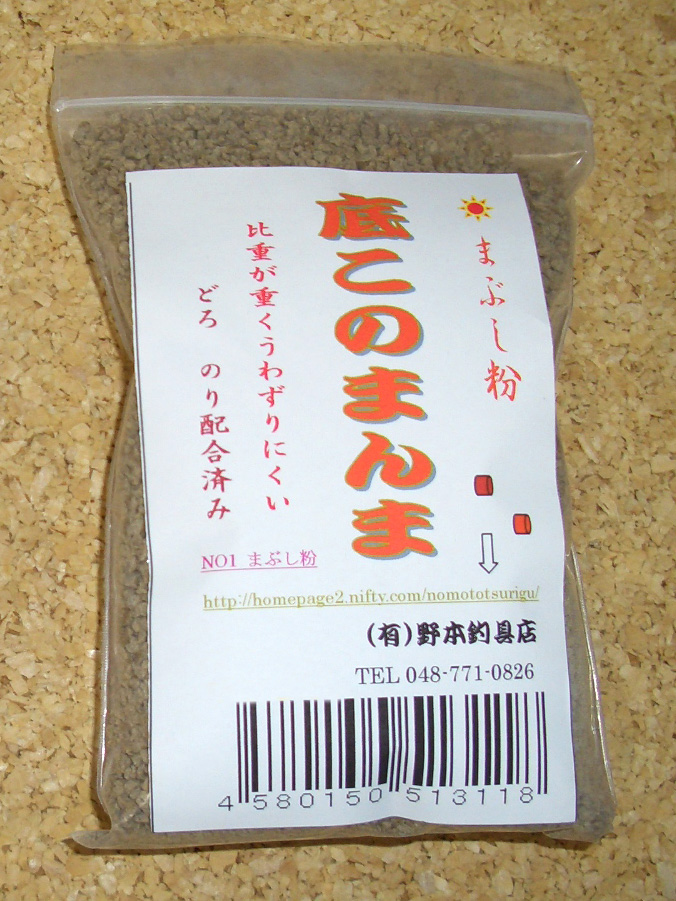 まぶし粉
底このまんま
比重が重くうわずりにくい
どろ　のり配合済み
NO1 まぶし粉
http://homepage2.nifty.com/nomototsurigu/
(有)野本釣具店
TEL 048-771-0826
4 580150 513118